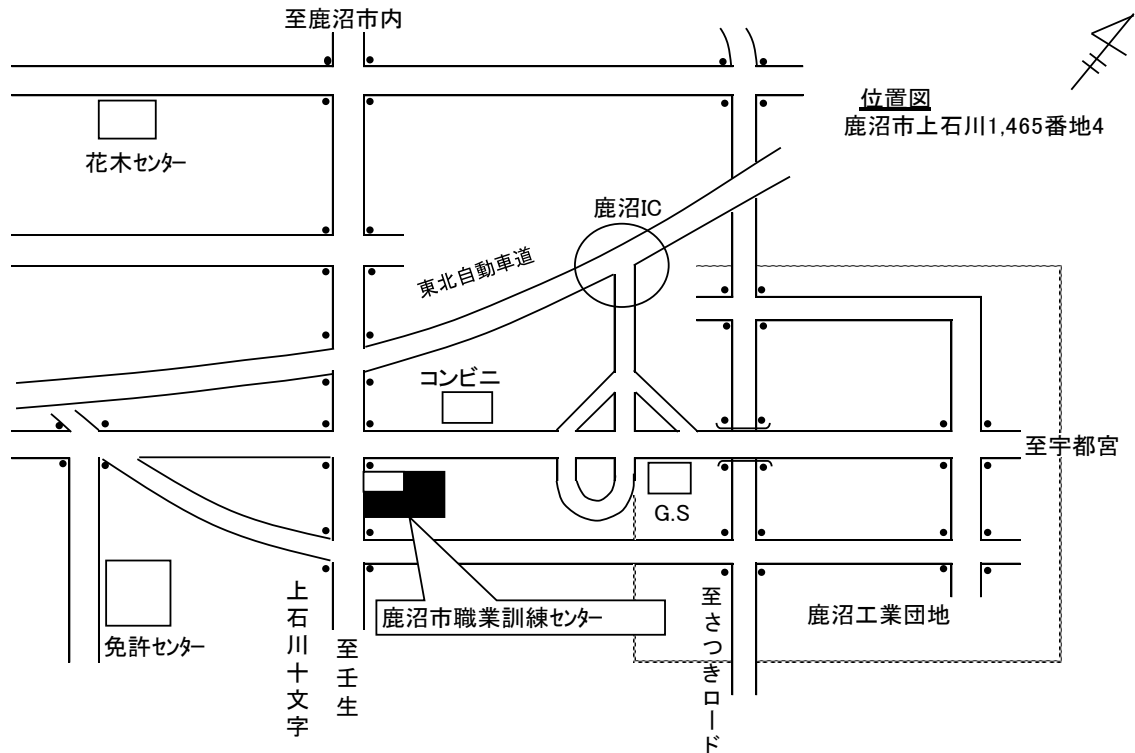 至鹿沼市内
位置図
鹿沼市上石川1,465番地4
花木センター
鹿沼IC
東北自動車道
コンビニ
至宇都宮
G.S
鹿沼市職業訓練センター
鹿沼工業団地
免許センター
上石川十文字
至壬生
至さつきロード